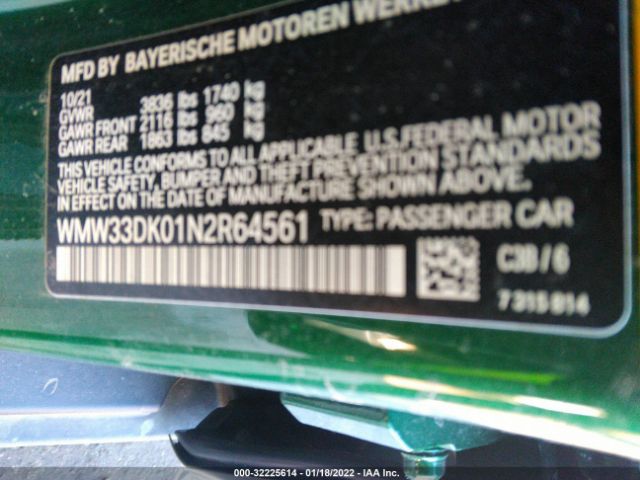 MFD BY BAYERISCHE MOTOREN
10/21
GVWR 3836 lbs 1740 kg
GAWR FRONT 2116 lbs 960 kg
GAWR REAR 1863 lbs 845 kg
THIS VEHICLE CONFORMS TO ALL APPLICABLE U.S. FEDERAL MOTOR
VEHICLE SAFETY, BUMPER AND THEFT PREVENTION STANDARDS
IN EFFECT ON THE DATE OF MANUFACTURE SHOWN ABOVE.
WMW33DK01N2R64561 TYPE: PASSENGER CAR
C3B / 6
7315914
000-32225614 - 01/18/2022 - IAA Inc.